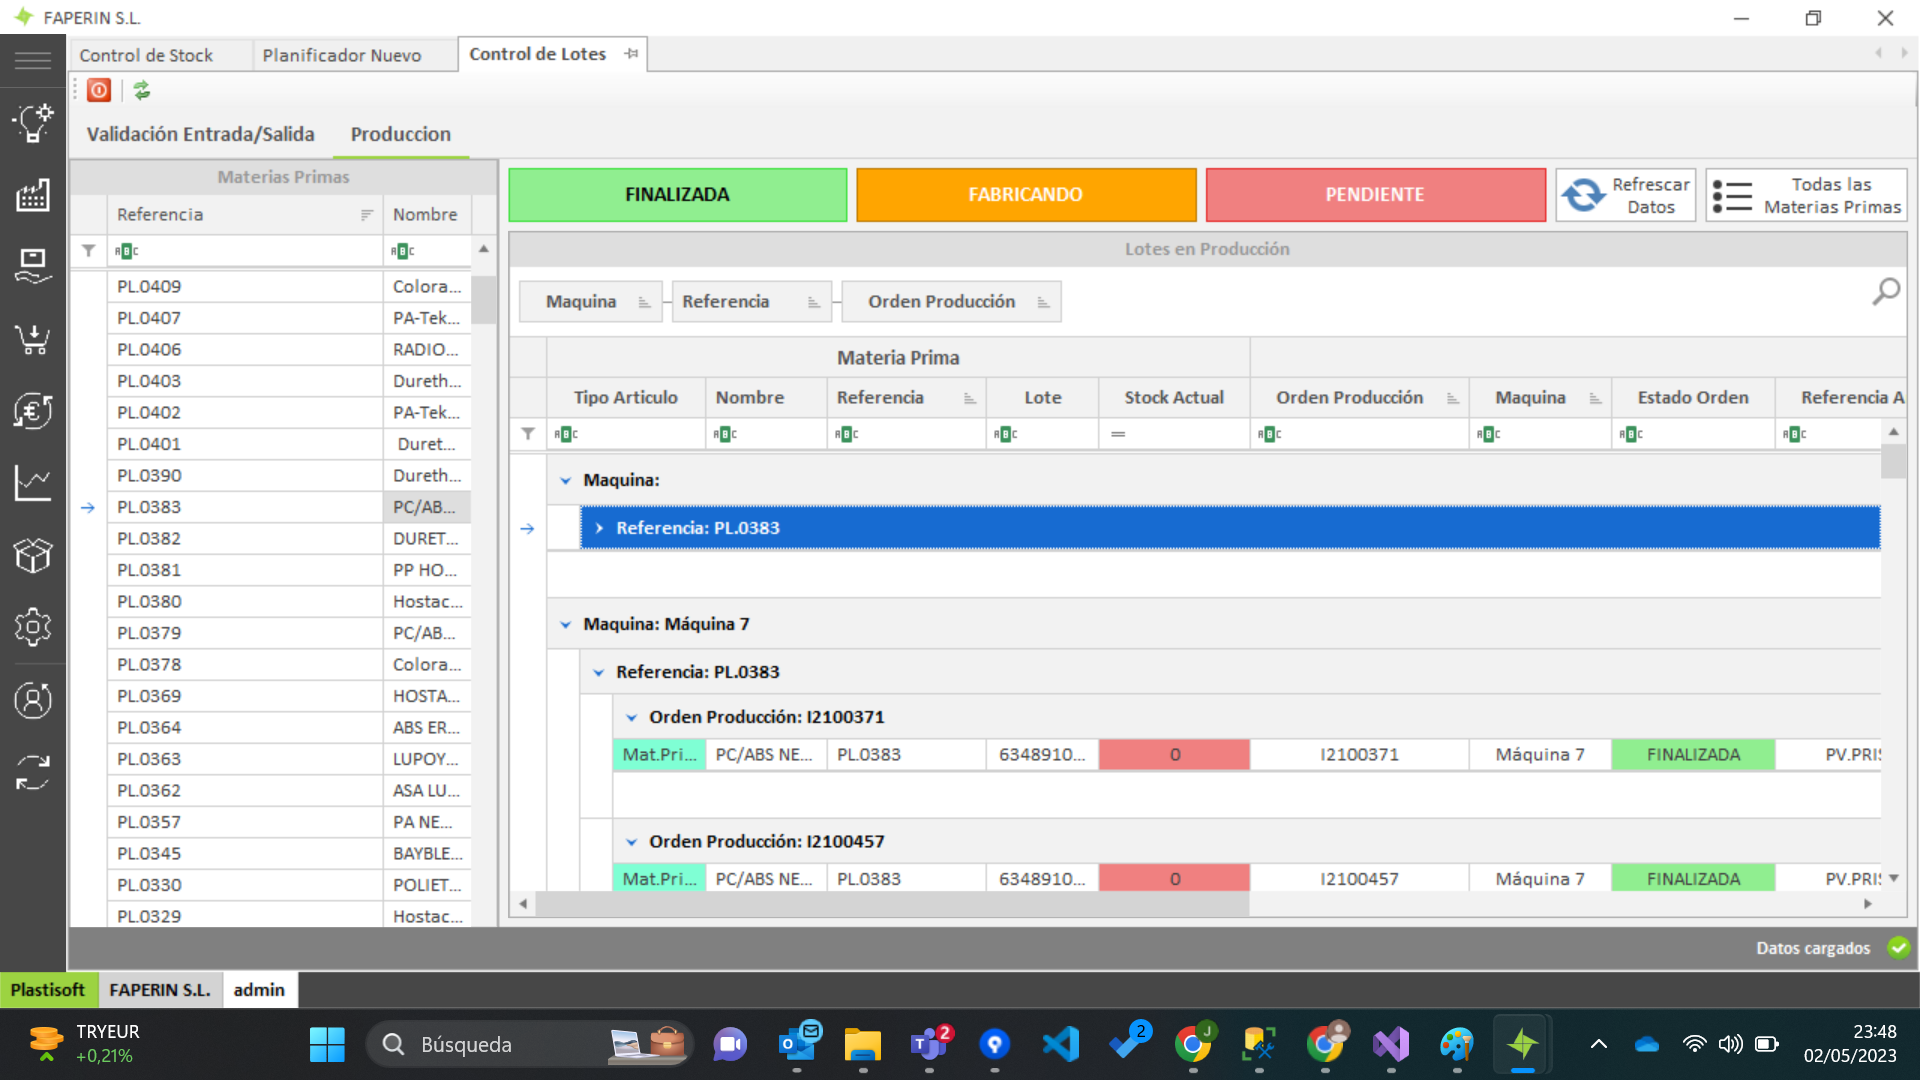 FAPERIN S.L.
Control de Stock
Planificador Nuevo
Control de Lotes
Validación Entrada/Salida
Produccion
Materias Primas
Referencia
Nombre
PL.0409
Colora...
PL.0407
PA-Tek...
PL.0406
RADIO...
PL.0403
Dureth...
PL.0402
PA-Tek...
PL.0401
Duret...
PL.0390
Dureth...
PL.0383
PC/AB...
PL.0382
DURET...
PL.0381
PP HO...
PL.0380
Hostac...
PL.0379
PC/AB...
PL.0378
Colora...
PL.0369
HOSTA...
PL.0364
ABS ER...
PL.0363
LUPOY...
PL.0362
ASA LU...
PL.0357
PA NE...
PL.0345
BAYBLE...
PL.0330
POLIET...
PL.0329
Hostac...
FINALIZADA
FABRICANDO
PENDIENTE
Refrescar
Datos
Todas las
Materias Primas
Lotes en Producción
Maquina
Referencia
Orden Producción
Materia Prima
Tipo Articulo
Nombre
Referencia
Lote
Stock Actual
Orden Producción
Maquina
Estado Orden
Referencia A
Maquina:
Referencia: PL.0383
Maquina: Máquina 7
Referencia: PL.0383
Orden Producción: I2100371
Mat.Pri... PC/ABS NE... PL.0383 6348910... 0 I2100371 Máquina 7 FINALIZADA PV.PRIS
Orden Producción: I2100457
Mat.Pri... PC/ABS NE... PL.0383 6348910... 0 I2100457 Máquina 7 FINALIZADA PV.PRIS
Datos cargados
Plastisoft
FAPERIN S.L.
admin
TRYEUR
+0,21%
Búsqueda
2
2
J
23:48
02/05/2023